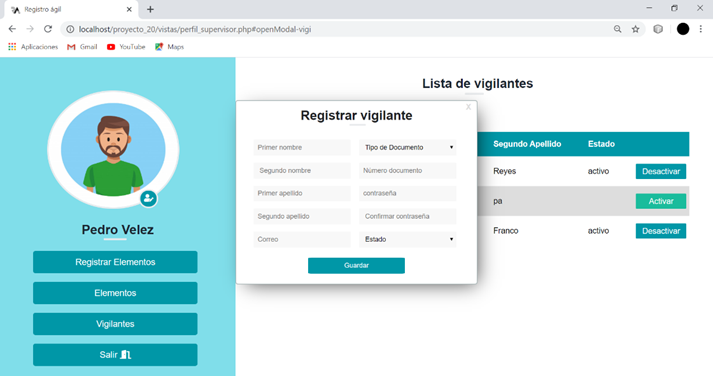 Registro ágil
localhost/proyecto_20/vistas/perfil_supervisor.php#openModal-vigi
Aplicaciones Gmail YouTube Maps
Pedro Velez
Registrar Elementos
Elementos
Vigilantes
Salir
Lista de vigilantes
Segundo Apellido Estado
Reyes activo Desactivar
pa Activar
Franco activo Desactivar
X
Registrar vigilante
Primer nombre Tipo de Documento
Segundo nombre Número documento
Primer apellido contraseña
Segundo apellido Confirmar contraseña
Correo Estado
Guardar